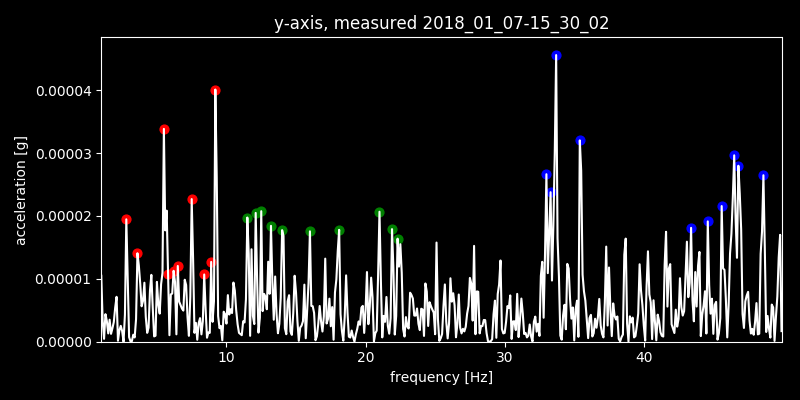 y-axis, measured 2018_01_07-15_30_02
acceleration [g]
0.00004
0.00003
0.00002
0.00001
0.00000
10 20 30 40
frequency [Hz]